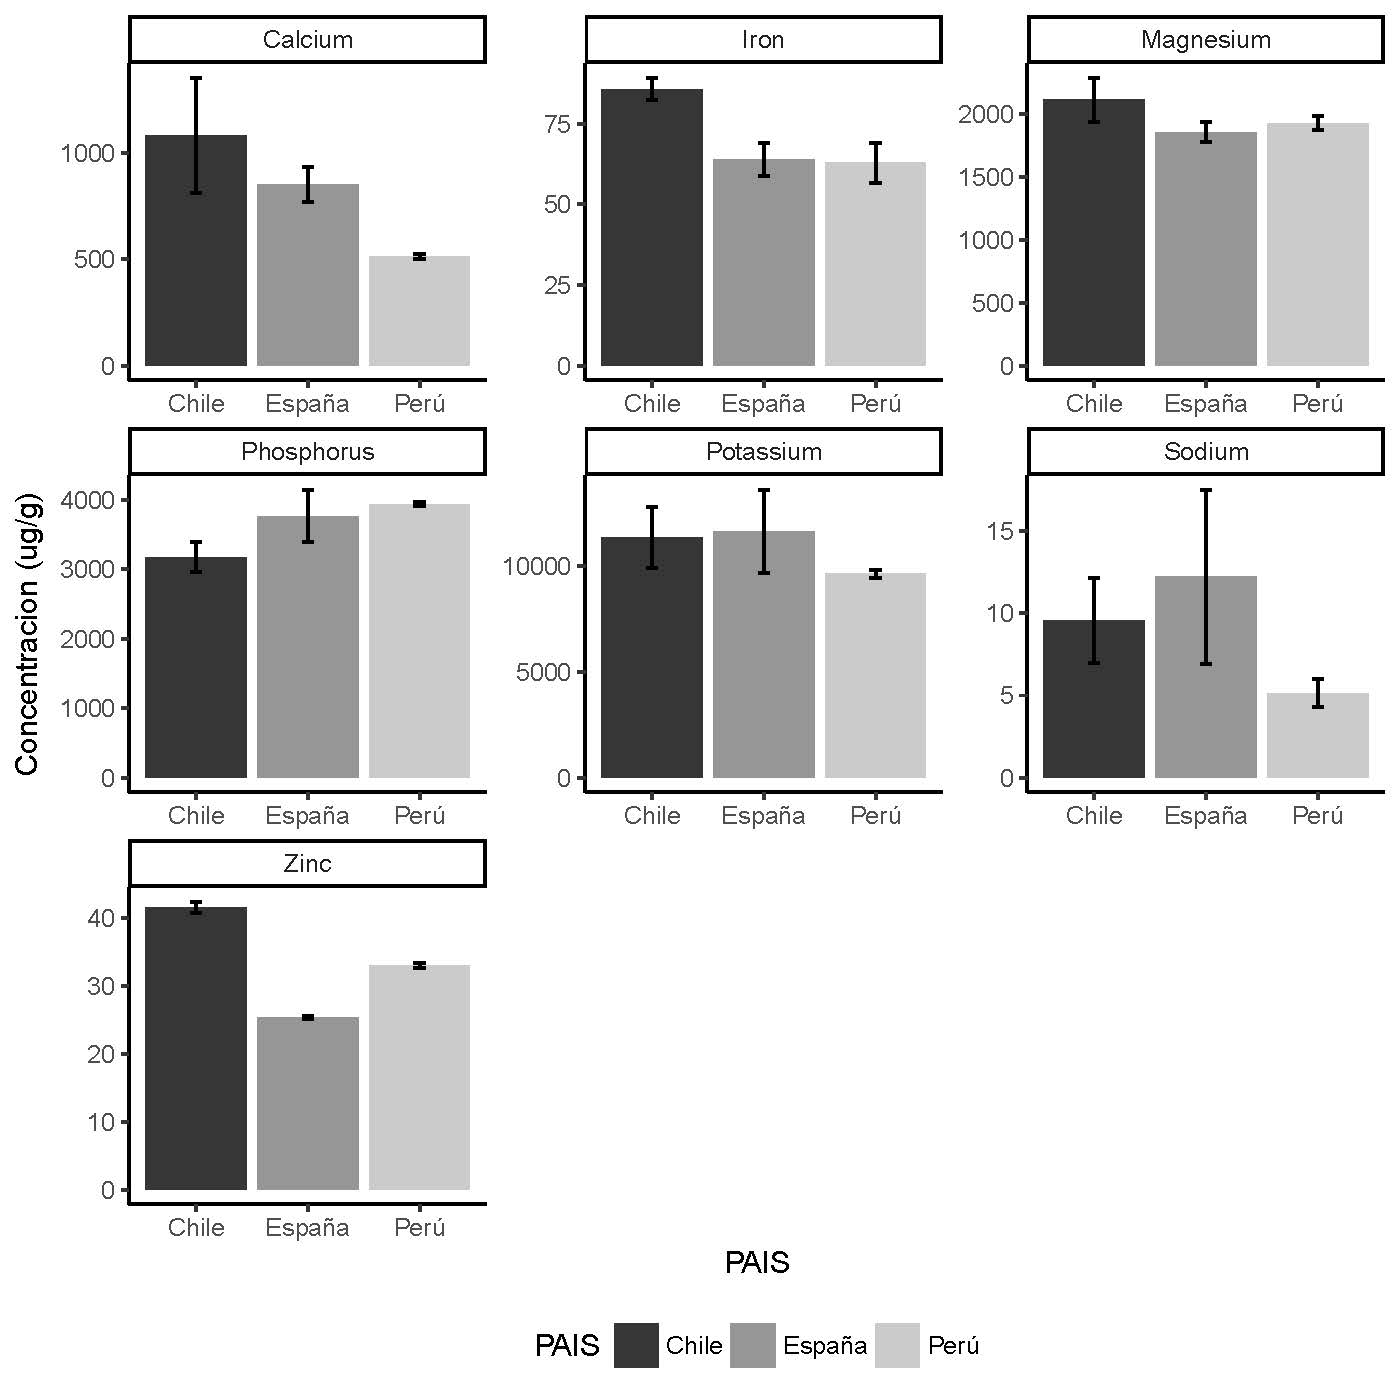 Calcium
Iron
Magnesium
1000
500
0
75
50
25
0
2000
1500
1000
500
0
Chile España Perú
Chile España Perú
Chile España Perú
Phosphorus
Potassium
Sodium
Concentracion (ug/g)
4000
3000
2000
1000
0
10000
5000
0
15
10
5
0
Chile España Perú
Chile España Perú
Chile España Perú
Zinc
40
30
20
10
0
Chile España Perú
PAIS
PAIS Chile España Perú